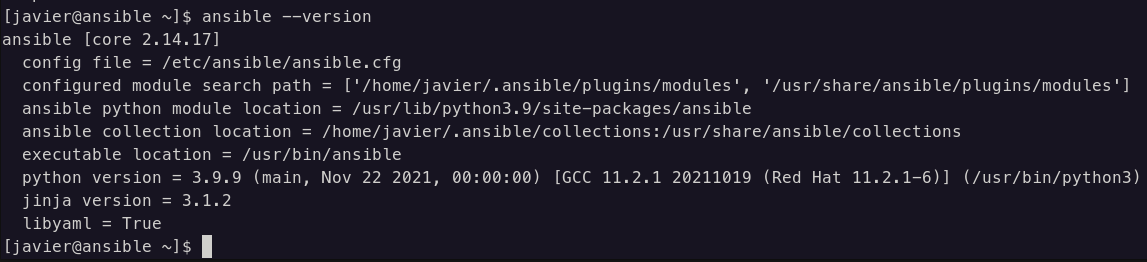 [javier@ansible ~]$ ansible --version
ansible [core 2.14.17]
  config file = /etc/ansible/ansible.cfg
  configured module search path = ['/home/javier/.ansible/plugins/modules', '/usr/share/ansible/plugins/modules']
  ansible python module location = /usr/lib/python3.9/site-packages/ansible
  ansible collection location = /home/javier/.ansible/collections:/usr/share/ansible/collections
  executable location = /usr/bin/ansible
  python version = 3.9.9 (main, Nov 22 2021, 00:00:00) [GCC 11.2.1 20211019 (Red Hat 11.2.1-6)] (/usr/bin/python3)
  jinja version = 3.1.2
  libyaml = True
[javier@ansible ~]$